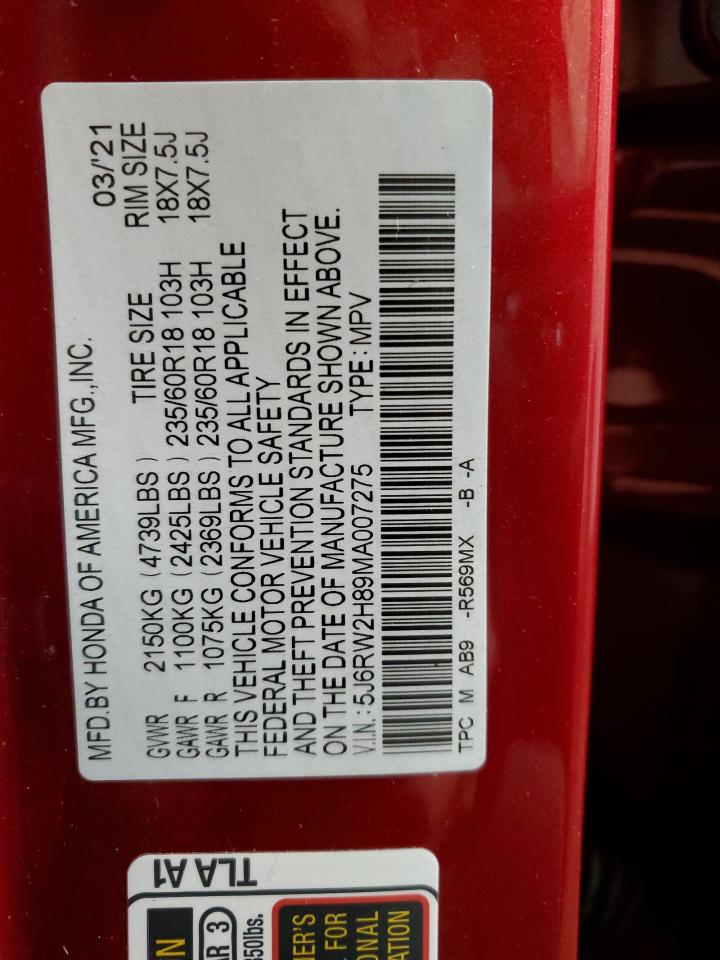 MFD.BY HONDA OF AMERICA MFG.,INC. 03/'21
GVWR 2150KG (4739LBS) TIRE SIZE RIM SIZE
GAWR F 1100KG (2425LBS) 235/60R18 103H 18X7.5J
GAWR R 1075KG (2369LBS) 235/60R18 103H 18X7.5J
THIS VEHICLE CONFORMS TO ALL APPLICABLE
FEDERAL MOTOR VEHICLE SAFETY
AND THEFT PREVENTION STANDARDS IN EFFECT
ON THE DATE OF MANUFACTURE SHOWN ABOVE.
V.I.N.: 5J6RW2H89MA007275 TYPE: MPV
TPC M AB9 -R569MX -B -A
TLA A1
350lbs.
FOR